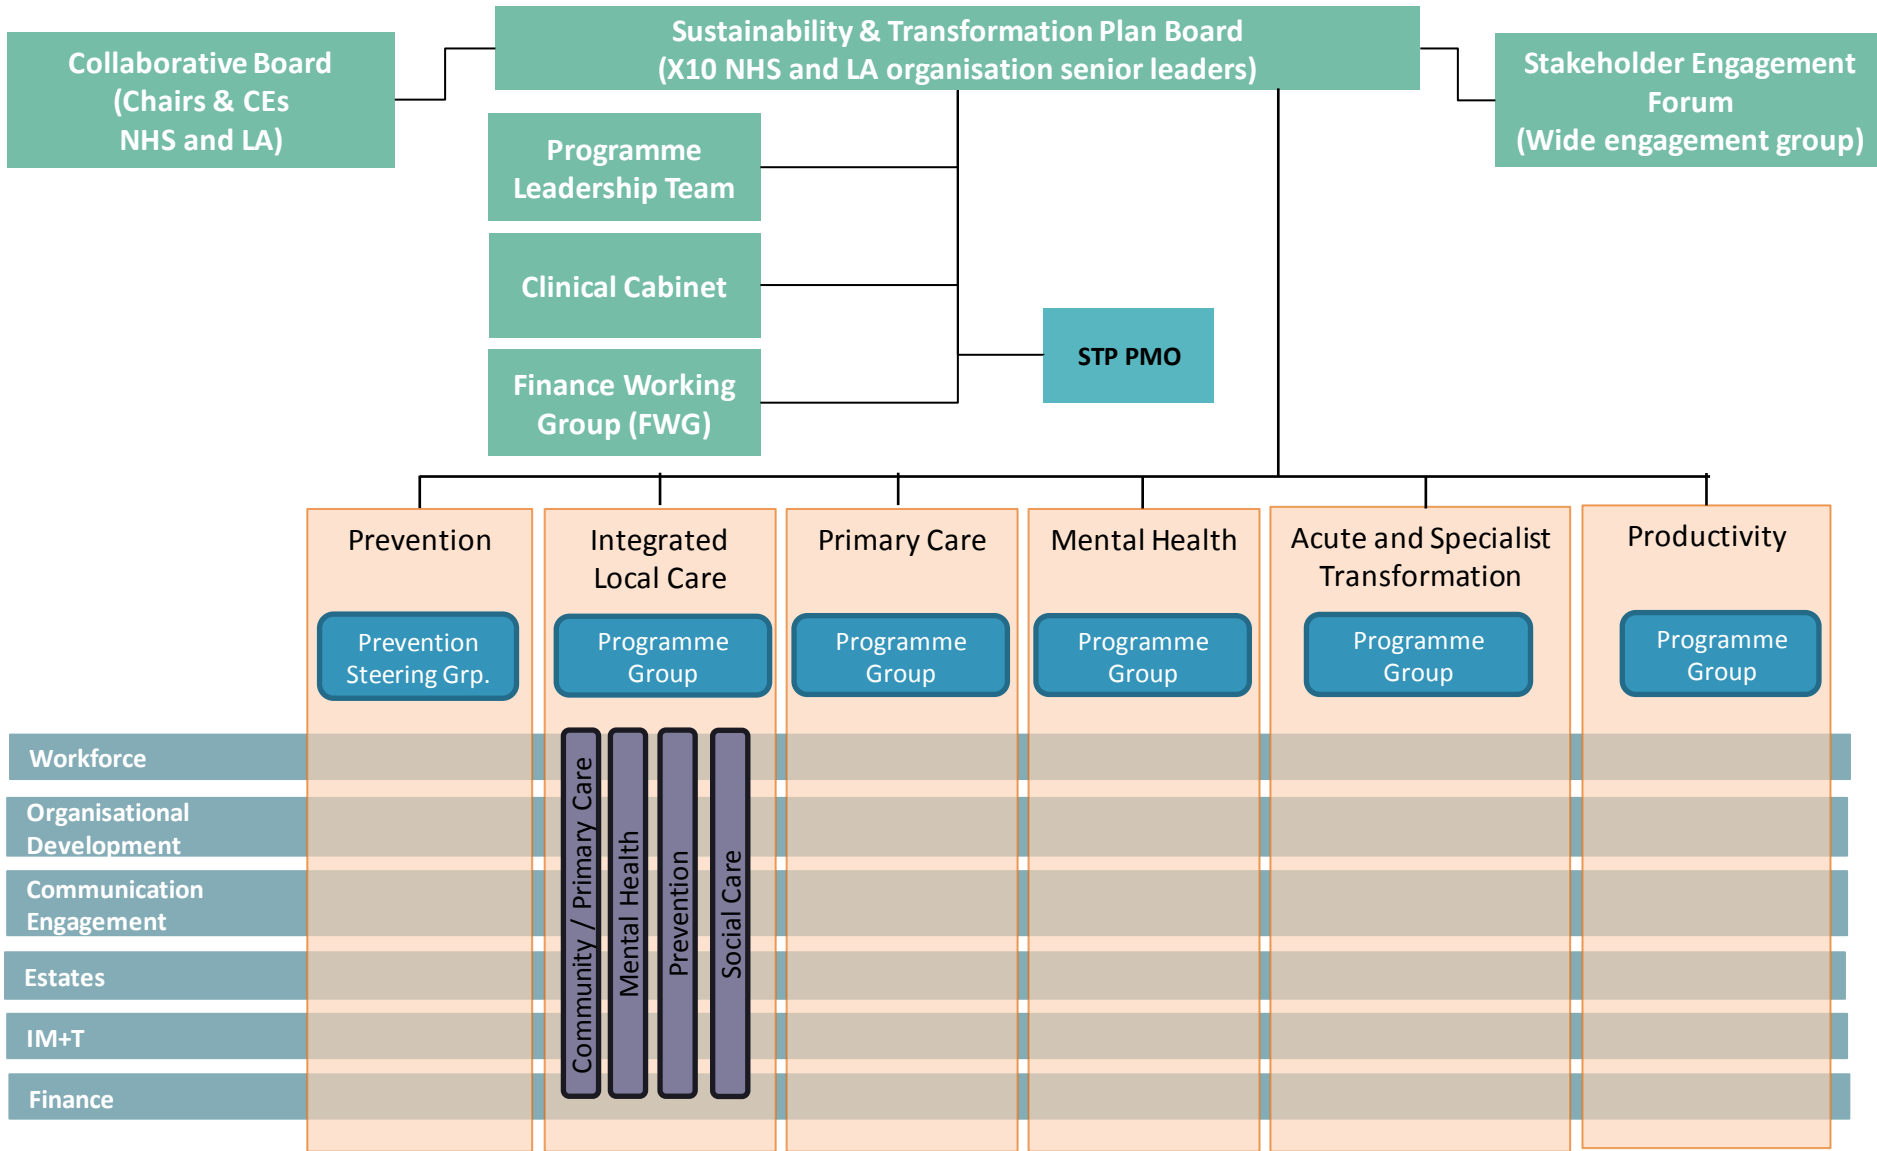 Sustainability & Transformation Plan Board
(X10 NHS and LA organisation senior leaders)
Collaborative Board
(Chairs & CEs
NHS and LA)
Stakeholder Engagement
Forum
(Wide engagement group)
Programme
Leadership Team
Clinical Cabinet
Finance Working
Group (FWG)
STP PMO
Prevention
Integrated
Local Care
Primary Care
Mental Health
Acute and Specialist
Transformation
Productivity
Prevention
Steering Grp.
Programme
Group
Programme
Group
Programme
Group
Programme
Group
Programme
Group
Workforce
Organisational
Development
Communication
Engagement
Estates
IM+T
Finance
Community / Primary Care
Mental Health
Prevention
Social Care